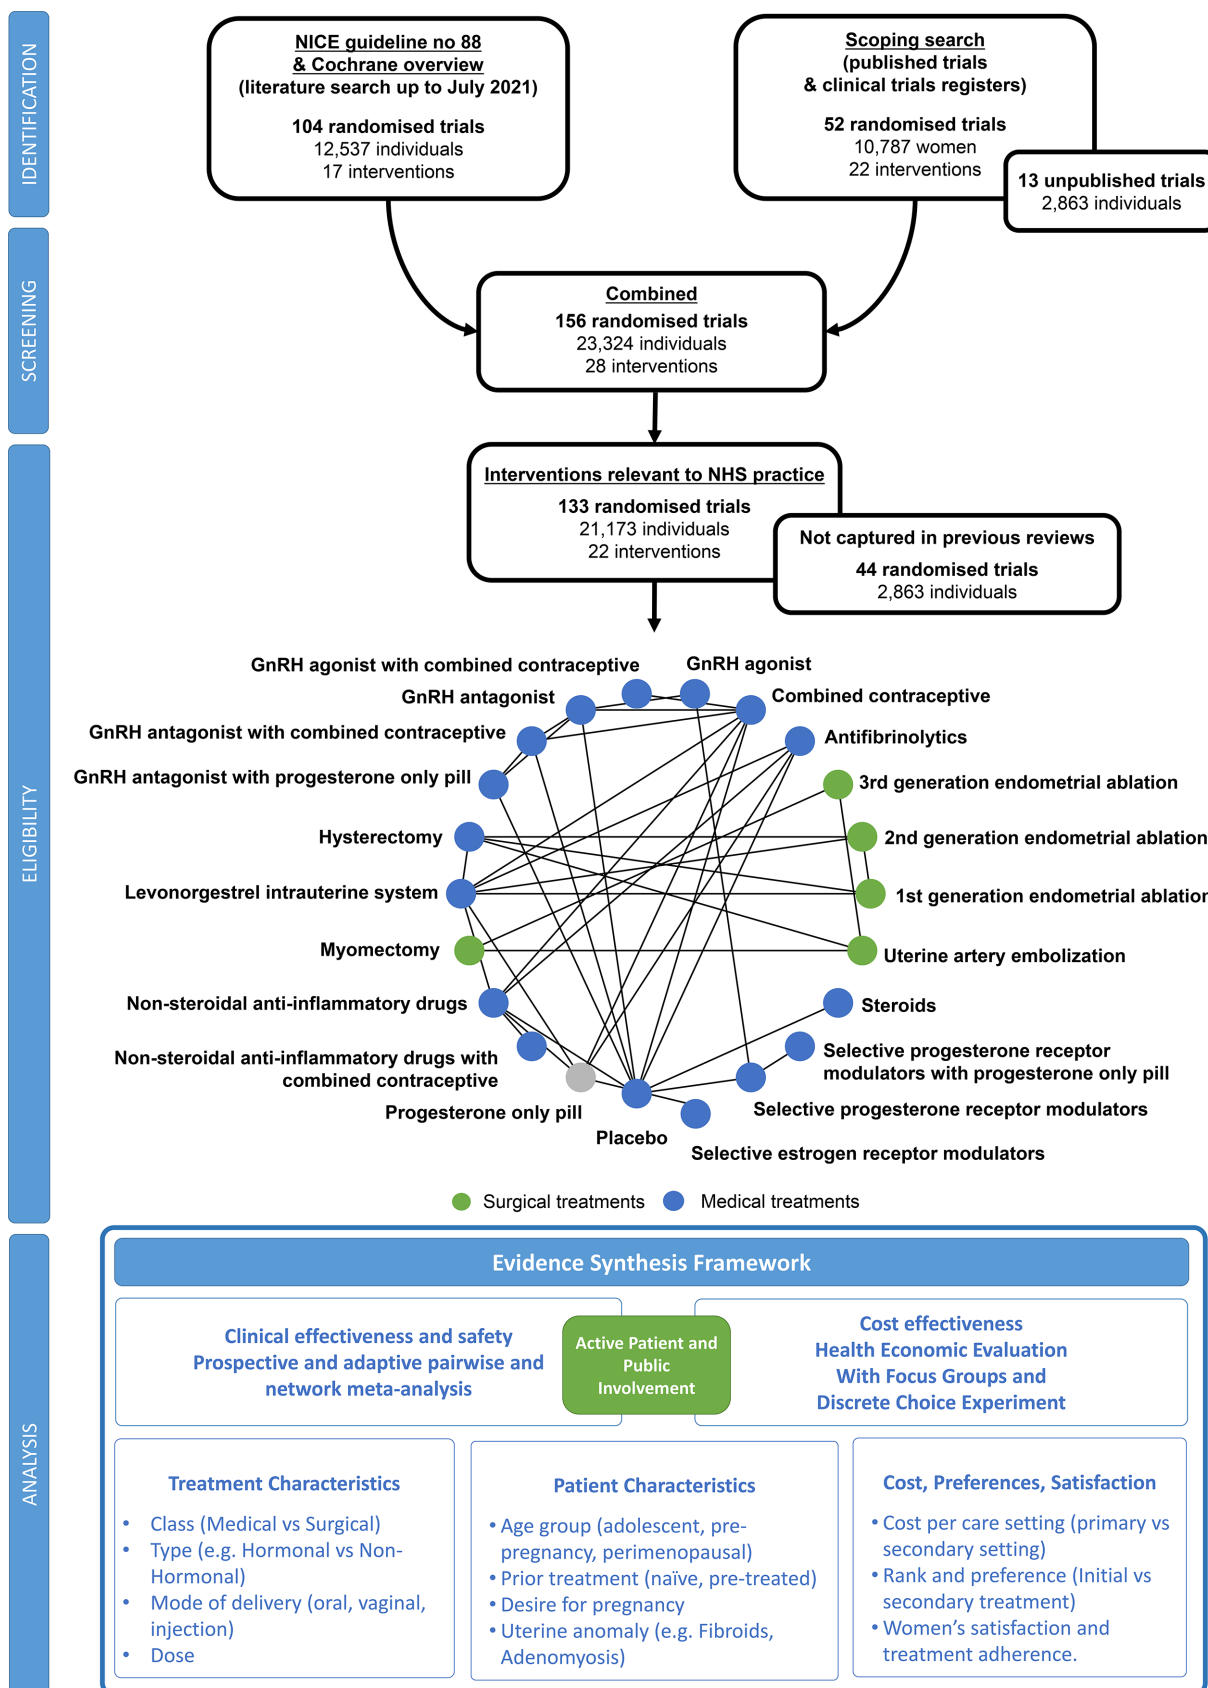 IDENTIFICATION
NICE guideline no 88
& Cochrane overview
(literature search up to July 2021)
104 randomised trials
12,537 individuals
17 interventions
Scoping search
(published trials
& clinical trials registers)
52 randomised trials
10,787 women
22 interventions
13 unpublished trials
2,863 individuals
SCREENING
Combined
156 randomised trials
23,324 individuals
28 interventions
ELIGIBILITY
Interventions relevant to NHS practice
133 randomised trials
21,173 individuals
22 interventions
Not captured in previous reviews
44 randomised trials
2,863 individuals
GnRH agonist with combined contraceptive
GnRH agonist
GnRH antagonist
Combined contraceptive
GnRH antagonist with combined contraceptive
Antifibrinolytics
GnRH antagonist with progesterone only pill
3rd generation endometrial ablation
Hysterectomy
2nd generation endometrial ablation
Levonorgestrel intrauterine system
1st generation endometrial ablation
Myomectomy
Uterine artery embolization
Non-steroidal anti-inflammatory drugs
Steroids
Non-steroidal anti-inflammatory drugs with
combined contraceptive
Selective progesterone receptor
modulators with progesterone only pill
Progesterone only pill
Selective progesterone receptor modulators
Placebo
Selective estrogen receptor modulators
Surgical treatments
Medical treatments
ANALYSIS
Evidence Synthesis Framework
Clinical effectiveness and safety
Prospective and adaptive pairwise and
network meta-analysis
Active Patient and
Public
Involvement
Cost effectiveness
Health Economic Evaluation
With Focus Groups and
Discrete Choice Experiment
Treatment Characteristics
• Class (Medical vs Surgical)
• Type (e.g. Hormonal vs Non-
Hormonal)
• Mode of delivery (oral, vaginal,
injection)
• Dose
Patient Characteristics
• Age group (adolescent, pre-
pregnancy, perimenopausal)
• Prior treatment (naïve, pre-treated)
• Desire for pregnancy
• Uterine anomaly (e.g. Fibroids,
Adenomyosis)
Cost, Preferences, Satisfaction
• Cost per care setting (primary vs
secondary setting)
• Rank and preference (Initial vs
secondary treatment)
• Women's satisfaction and
treatment adherence.